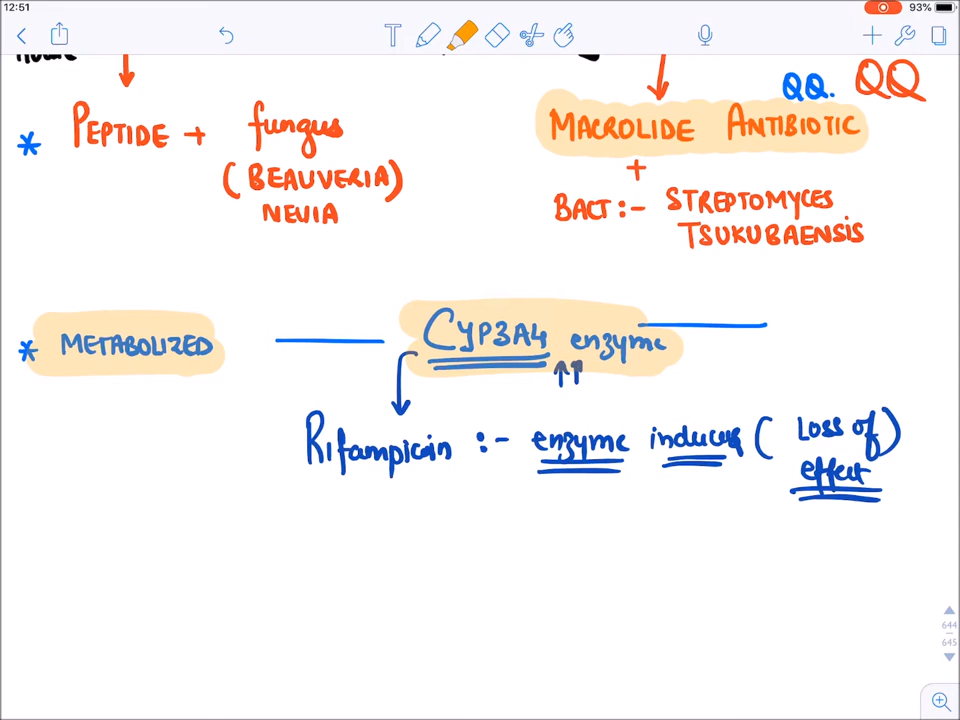 12:51
93%
T
QQ. QQ
* PEPTIDE + fungus
(BEAUVERIA)
NEVIA
MACROLIDE ANTIBIOTIC
+
BACT :- STREPTOMYCES
TSUKUBAENSIS
* METABOLIZED CYP3A4 enzyme
↑↑
Rifampicin :- enzyme inducer (Loss of)
effect
644
645